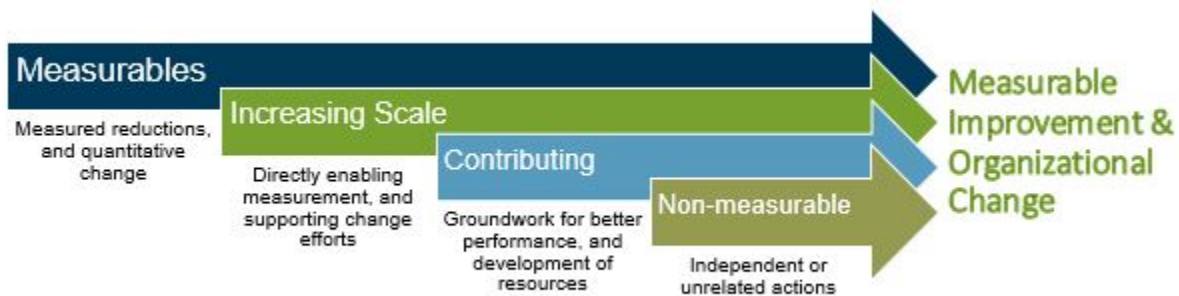 Measurables
Measured reductions,
and quantitative
change
Increasing Scale
Directly enabling
measurement, and
supporting change
efforts
Contributing
Groundwork for better
performance, and
development of
resources
Non-measurable
Independent or
unrelated actions
Measurable
Improvement &
Organizational
Change